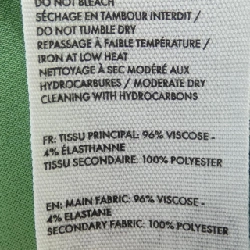 DO NOT BLEACH
SÉCHAGE EN TAMBOUR INTERDIT /
DO NOT TUMBLE DRY
REPASSAGE À FAIBLE TEMPÉRATURE /
IRON AT LOW HEAT
NETTOYAGE À SEC MODÉRÉ AUX
HYDROCARBURES / MODERATE DRY
CLEANING WITH HYDROCARBONS
FR: TISSU PRINCIPAL: 96% VISCOSE -
4% ÉLASTHANNE
TISSU SECONDAIRE: 100% POLYESTER
EN: MAIN FABRIC: 96% VISCOSE -
4% ELASTANE
SECONDARY FABRIC: 100% POLYESTER